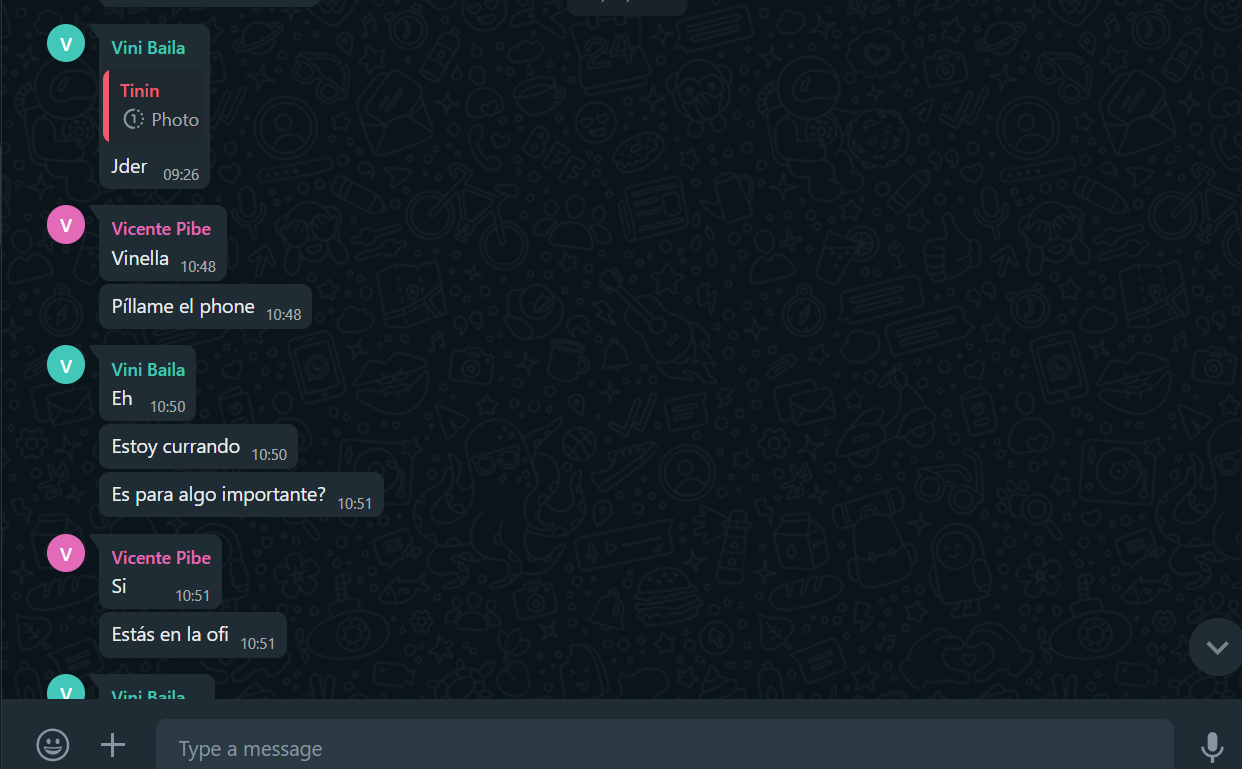 Vini Baila
Tinin
Photo
Jder 09:26
Vicente Pibe
Vinella 10:48
Píllame el phone 10:48
Vini Baila
Eh 10:50
Estoy currando 10:50
Es para algo importante? 10:51
Vicente Pibe
Si 10:51
Estás en la ofi 10:51
Vini Baila
Type a message